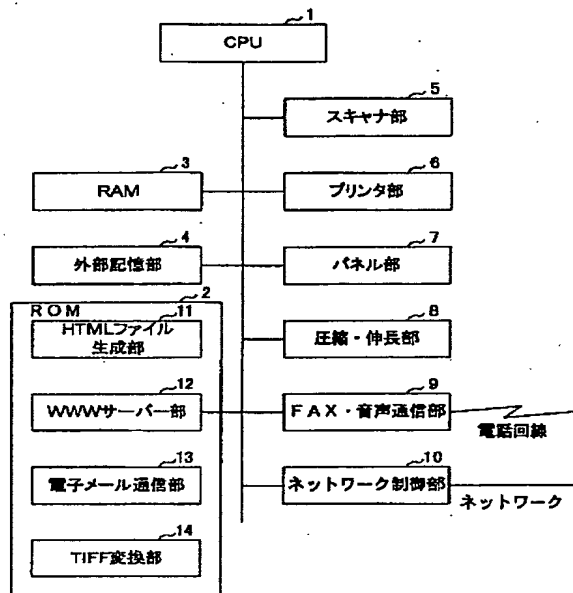 1
CPU
5
スキャナ部
3
RAM
6
プリンタ部
4
外部記憶部
7
パネル部
2
ROM
11
HTMLファイル
生成部
8
圧縮・伸長部
12
WWWサーバー部
9
FAX・音声通信部
電話回線
13
電子メール通信部
10
ネットワーク制御部
ネットワーク
14
TIFF変換部